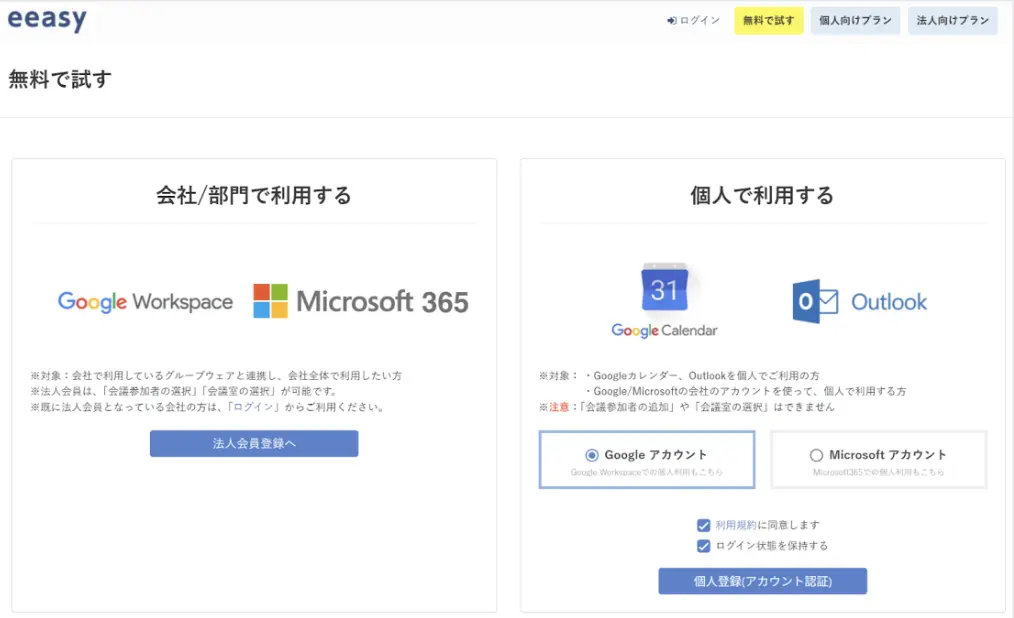 eeasy
ログイン 無料で試す 個人向けプラン 法人向けプラン
無料で試す
会社/部門で利用する
Google Workspace Microsoft 365
※対象：会社で利用しているグループウェアと連携し、会社全体で利用したい方
※法人会員は、「会議参加者の選択」「会議室の選択」が可能です。
※既に法人会員となっている会社の方は、「ログイン」からご利用ください。
法人会員登録へ
個人で利用する
31
Google Calendar
Outlook
※対象： ・Googleカレンダー、Outlookを個人でご利用の方
・Google/Microsoftの会社のアカウントを使って、個人で利用する方
※注意：「会議参加者の追加」や「会議室の選択」はできません
Google アカウント
Google Workspaceでの個人利用もこちら
Microsoft アカウント
Microsoft365での個人利用もこちら
利用規約に同意します
ログイン状態を保持する
個人登録(アカウント認証)